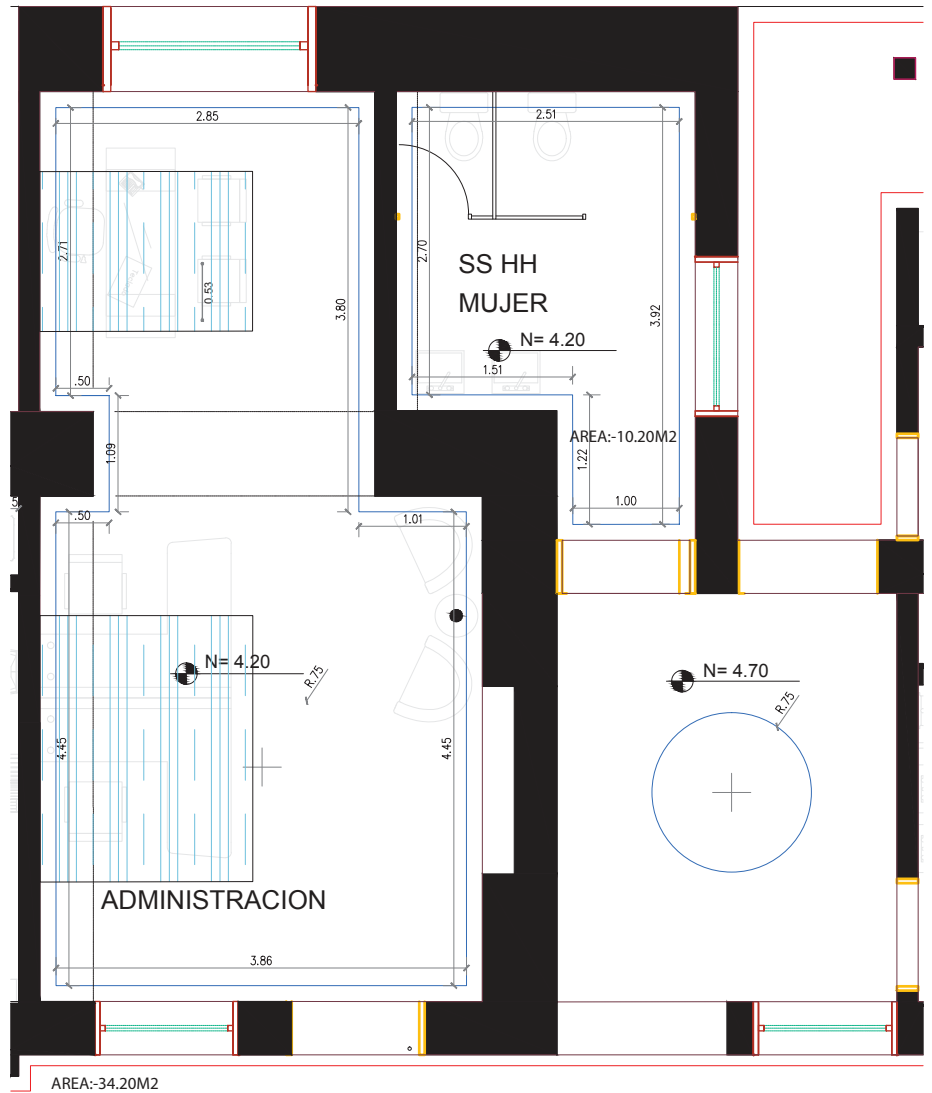 2.85
2.51
2.71
0.53
3.80
2.70
SS HH
MUJER
3.92
N= 4.20
1.51
.50
1.09
AREA:-10.20M2
1.22
1.00
.50
1.01
N= 4.20
R.75
N= 4.70
R.75
4.45
4.45
ADMINISTRACION
3.86
AREA:-34.20M2